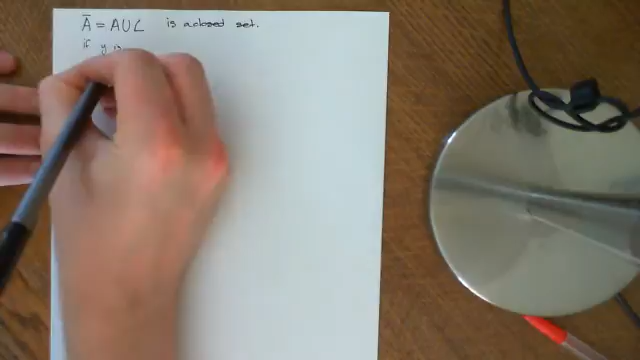 Ā = A ∪ L is a closed set.
if y is